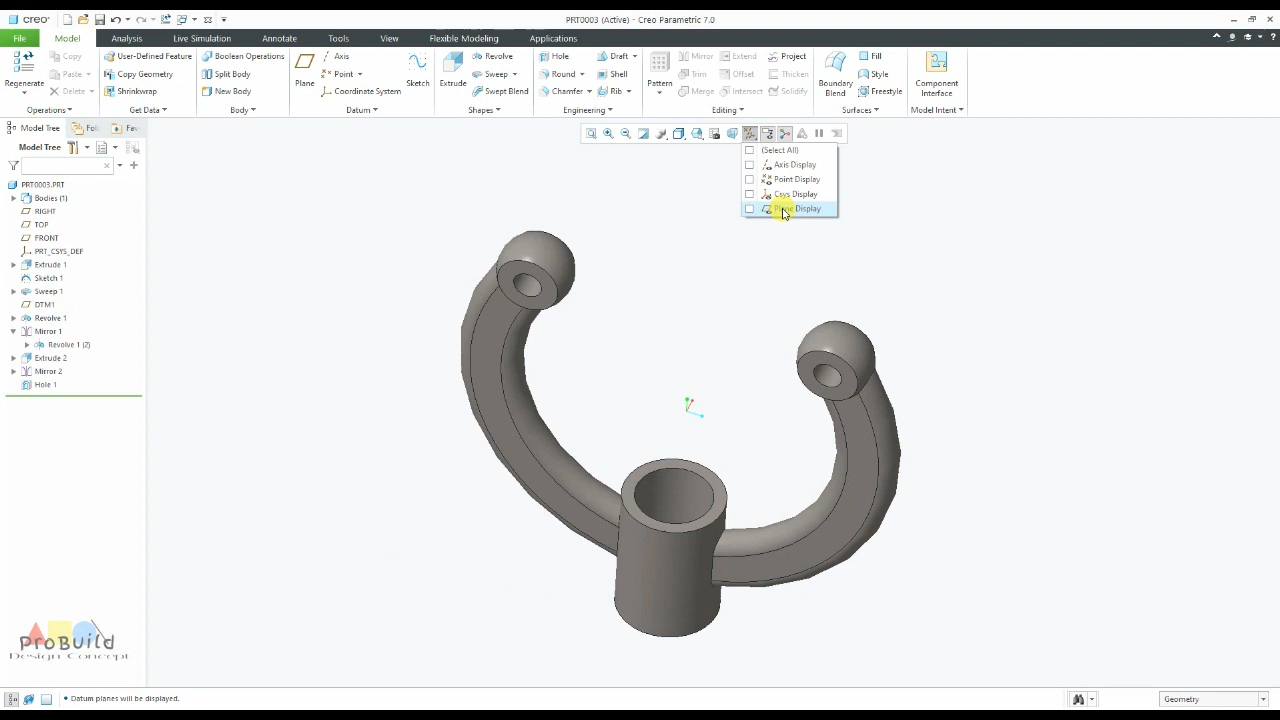 creo
PRT0003 (Active) - Creo Parametric 7.0
File Model Analysis Live Simulation Annotate Tools View Flexible Modeling Applications
Regenerate
Copy
Paste
Delete
Operations
User-Defined Feature
Copy Geometry
Shrinkwrap
Get Data
Boolean Operations
Split Body
New Body
Body
Plane
Axis
Point
Coordinate System
Sketch
Datum
Extrude
Revolve
Sweep
Swept Blend
Shapes
Hole
Round
Chamfer
Draft
Shell
Rib
Engineering
Pattern
Mirror
Trim
Merge
Extend
Offset
Intersect
Project
Thicken
Solidify
Editing
Boundary Blend
Fill
Style
Freestyle
Surfaces
Component Interface
Model Intent
Model Tree
Fol
Fav
Model Tree
PRT0003.PRT
Bodies (1)
RIGHT
TOP
FRONT
PRT_CSYS_DEF
Extrude 1
Sketch 1
Sweep 1
DTM1
Revolve 1
Mirror 1
Revolve 1 (2)
Extrude 2
Mirror 2
Hole 1
(Select All)
Axis Display
Point Display
Csys Display
Plane Display
ProBuild
Design Concept
• Datum planes will be displayed.
Geometry